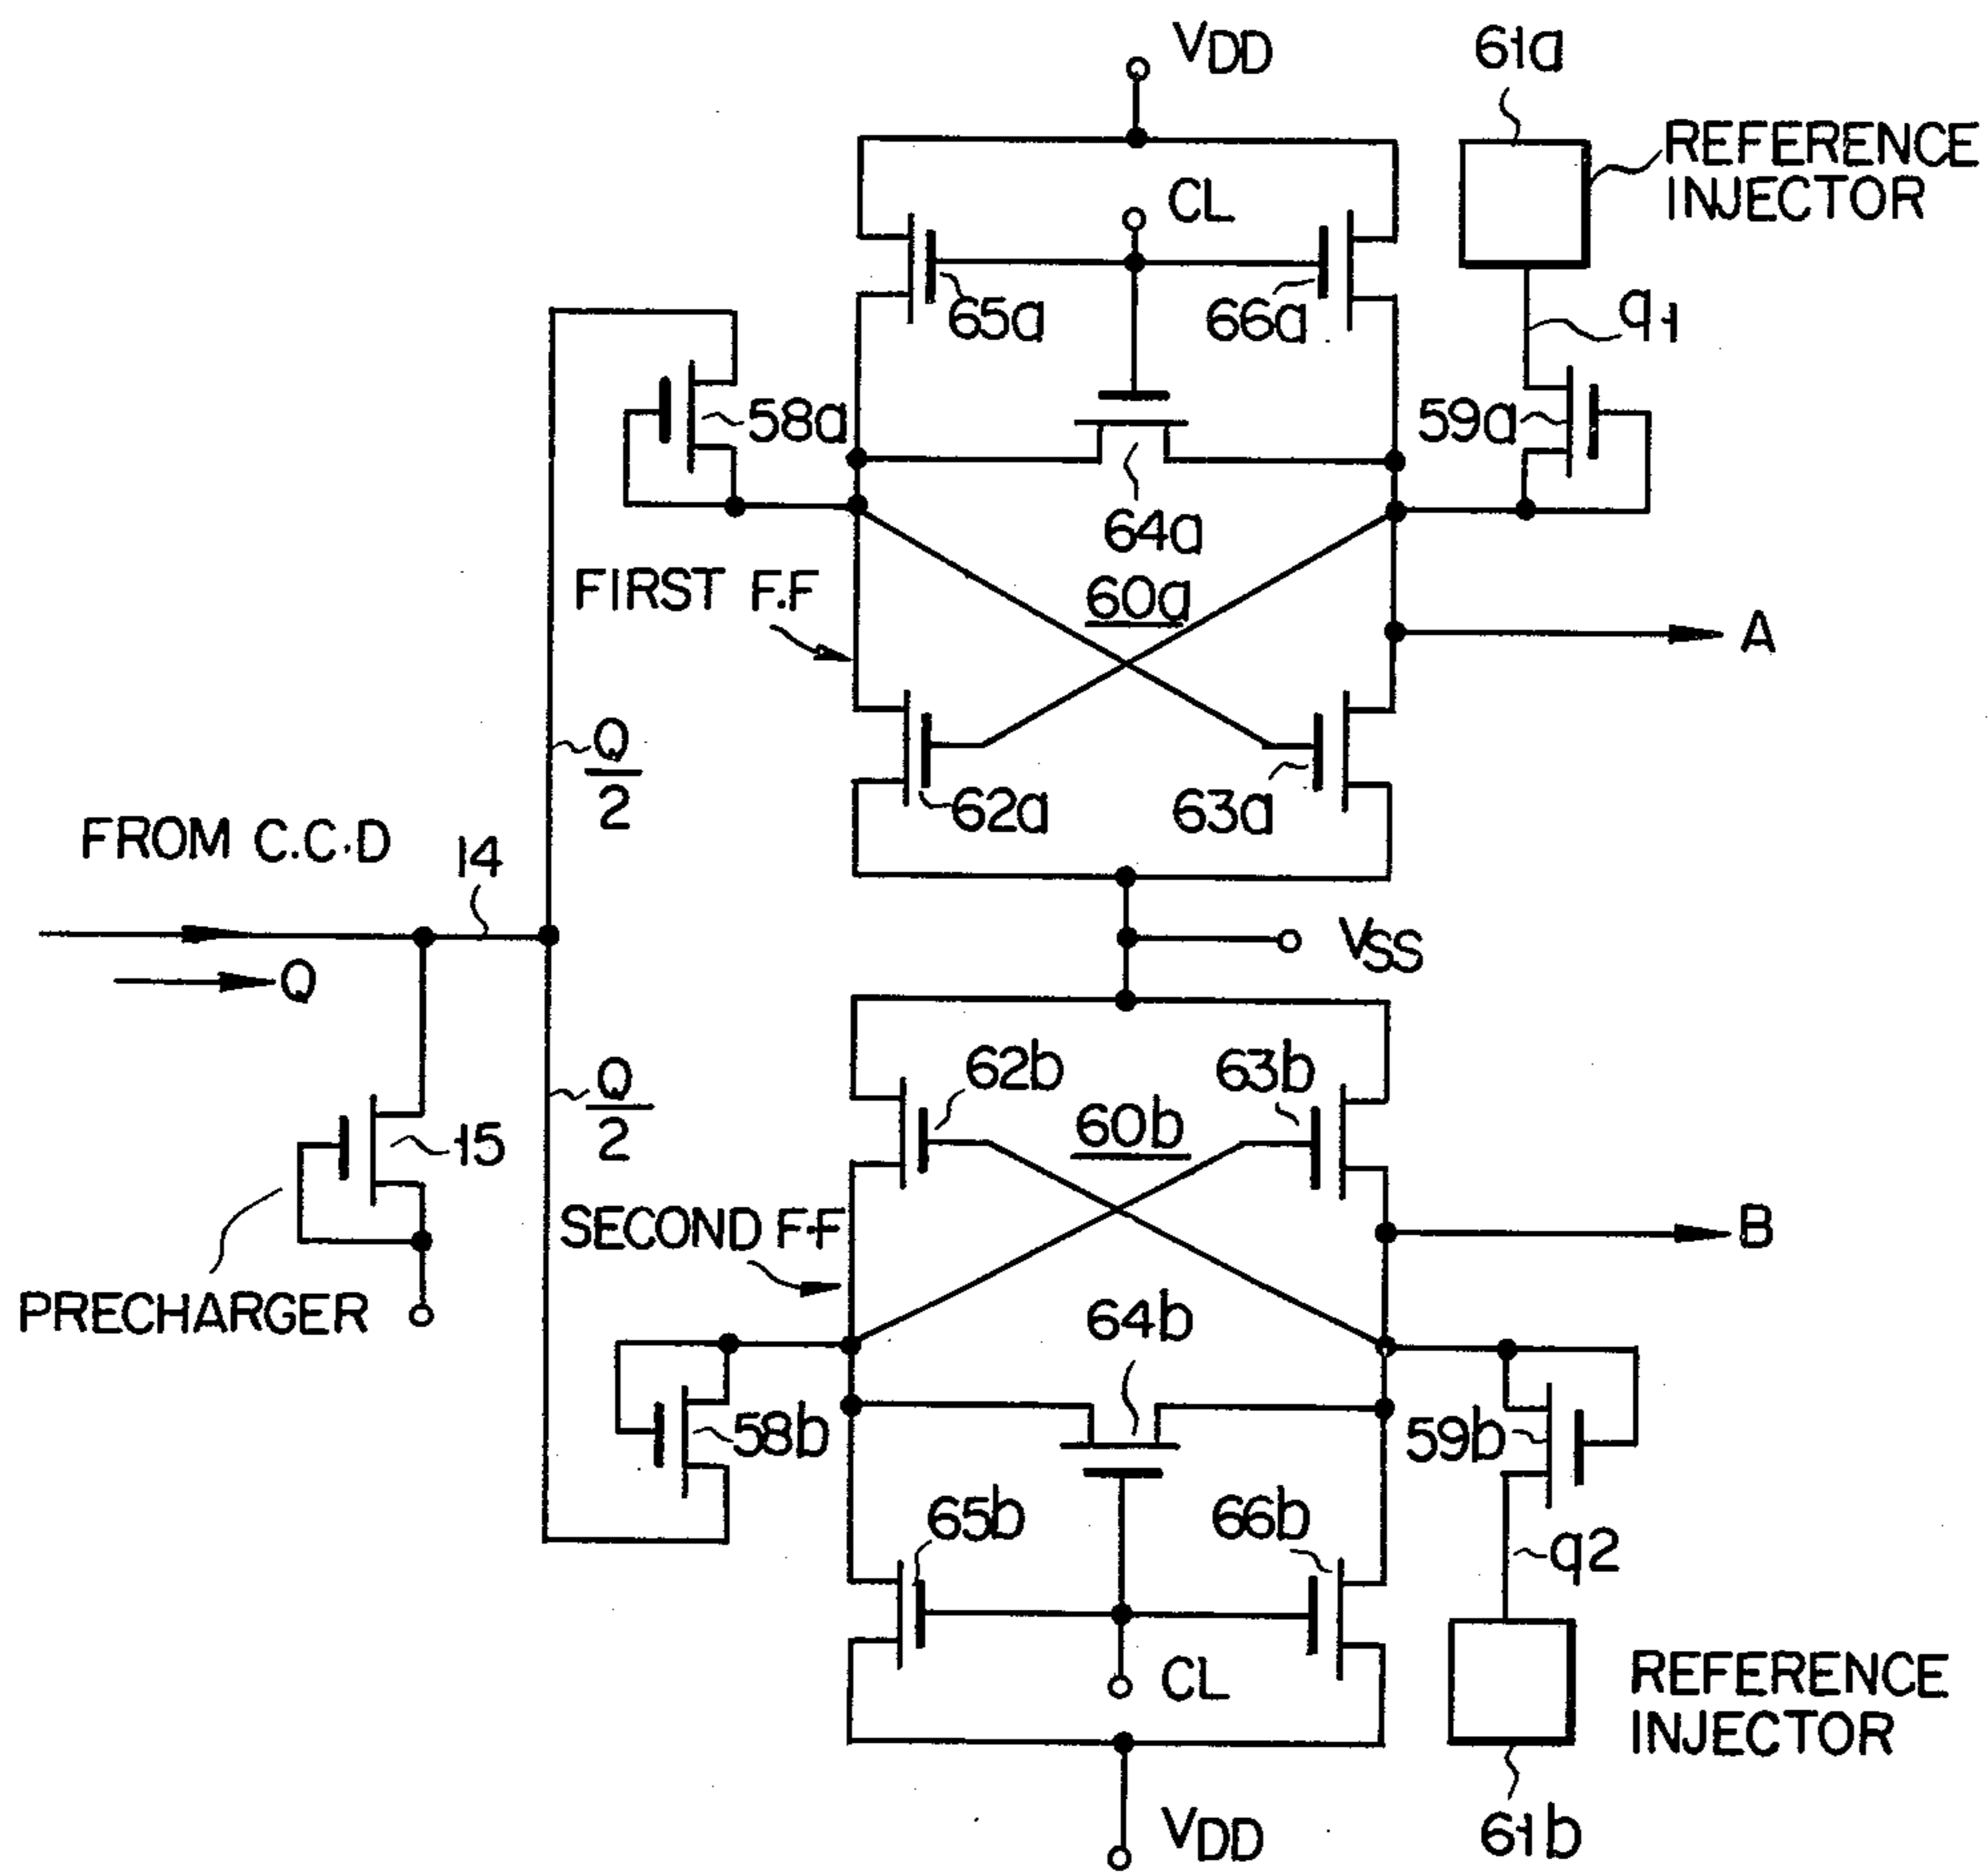 VDD
61a
REFERENCE
INJECTOR
CL
65a
66a
q1
58a
59a
64a
FIRST F.F
60a
A
Q
2
62a
63a
FROM C.C.D
14
VSS
Q
Q
2
62b
63b
60b
15
SECOND F.F
B
PRECHARGER
64b
58b
59b
65b
66b
q2
CL
REFERENCE
INJECTOR
VDD
61b